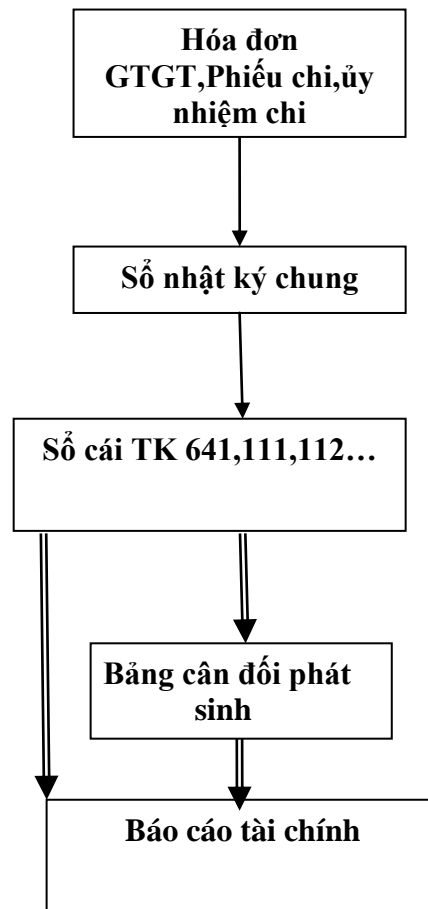 Hóa đơn
GTGT,Phiếu chi,ủy
nhiệm chi
Sổ nhật ký chung
Sổ cái TK 641,111,112…
Bảng cân đối phát
sinh
Báo cáo tài chính